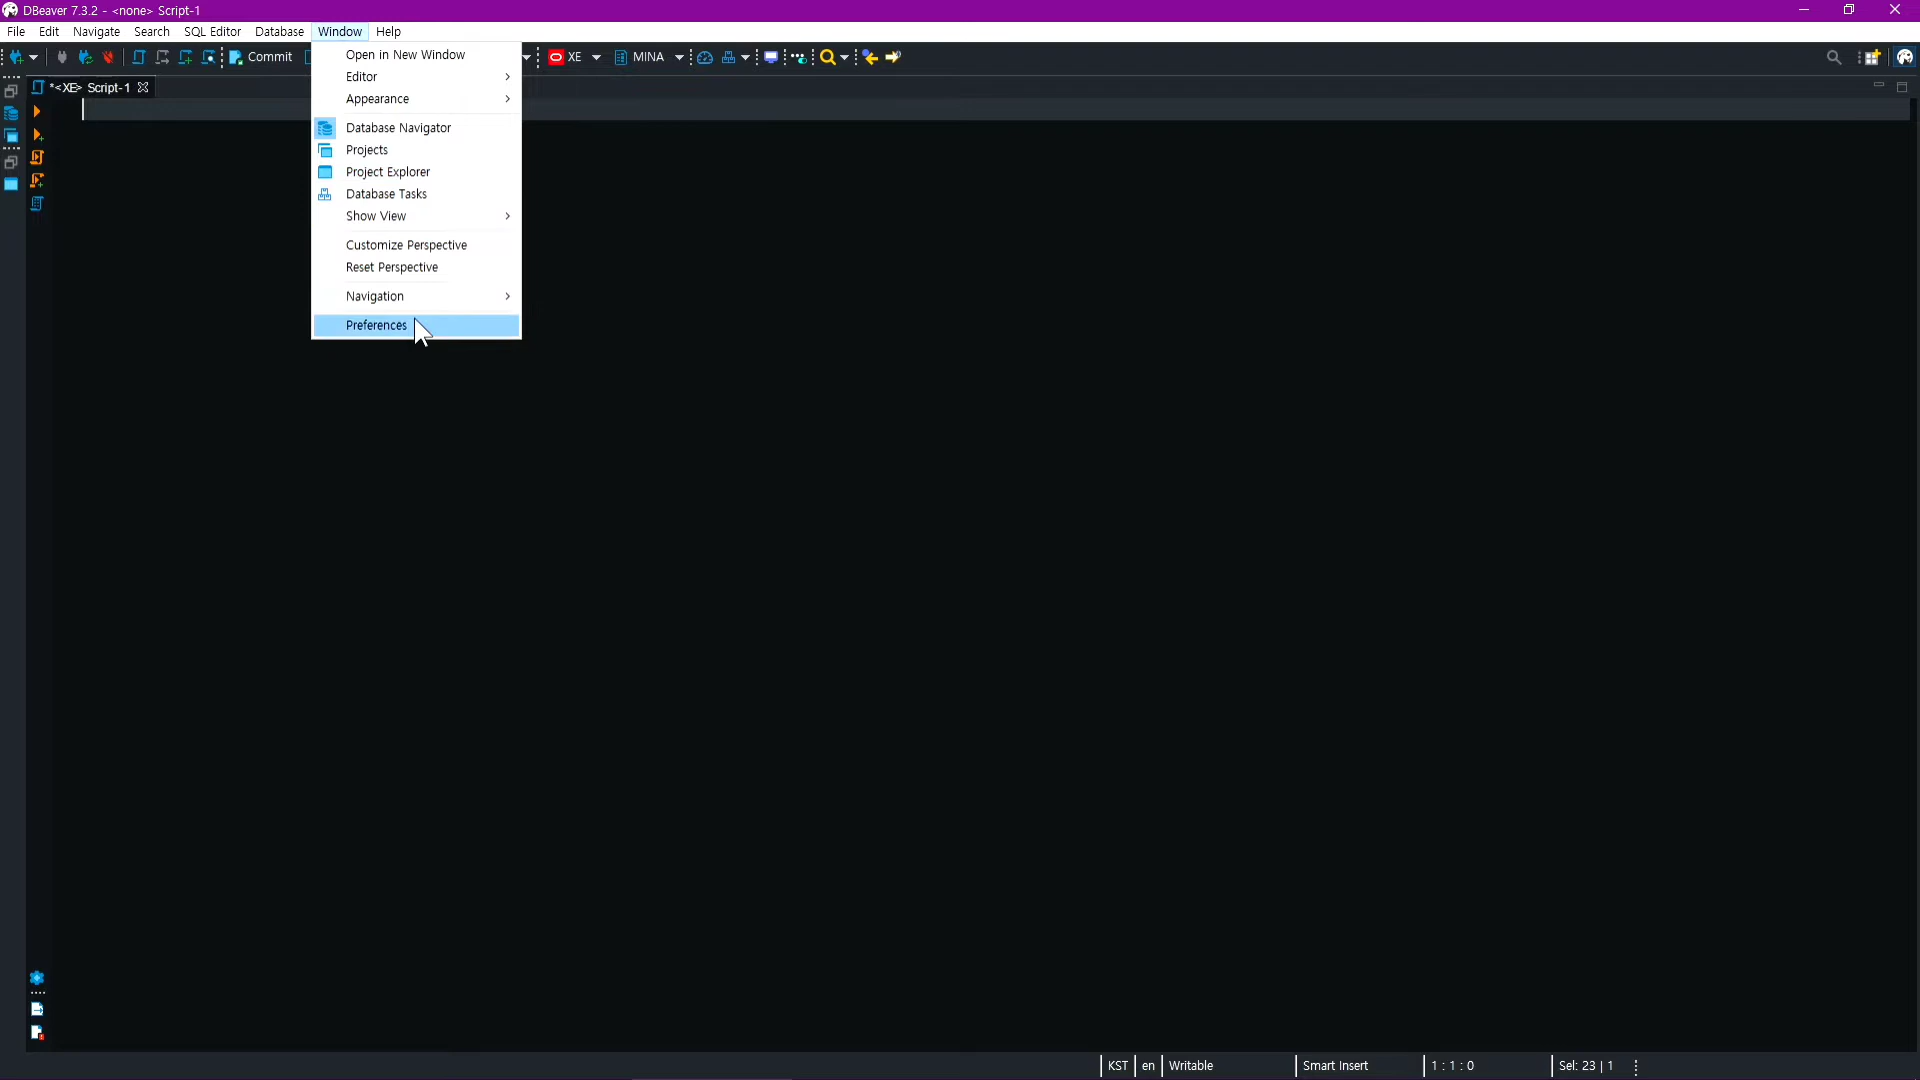 DBeaver 7.3.2 - <none> Script-1
File Edit Navigate Search SQL Editor Database Window Help
Commit XE MINA
*<XE> Script-1
Open in New Window
Editor
Appearance
Database Navigator
Projects
Project Explorer
Database Tasks
Show View
Customize Perspective
Reset Perspective
Navigation
Preferences
KST en Writable Smart Insert 1 : 1 : 0 Sel: 23 | 1